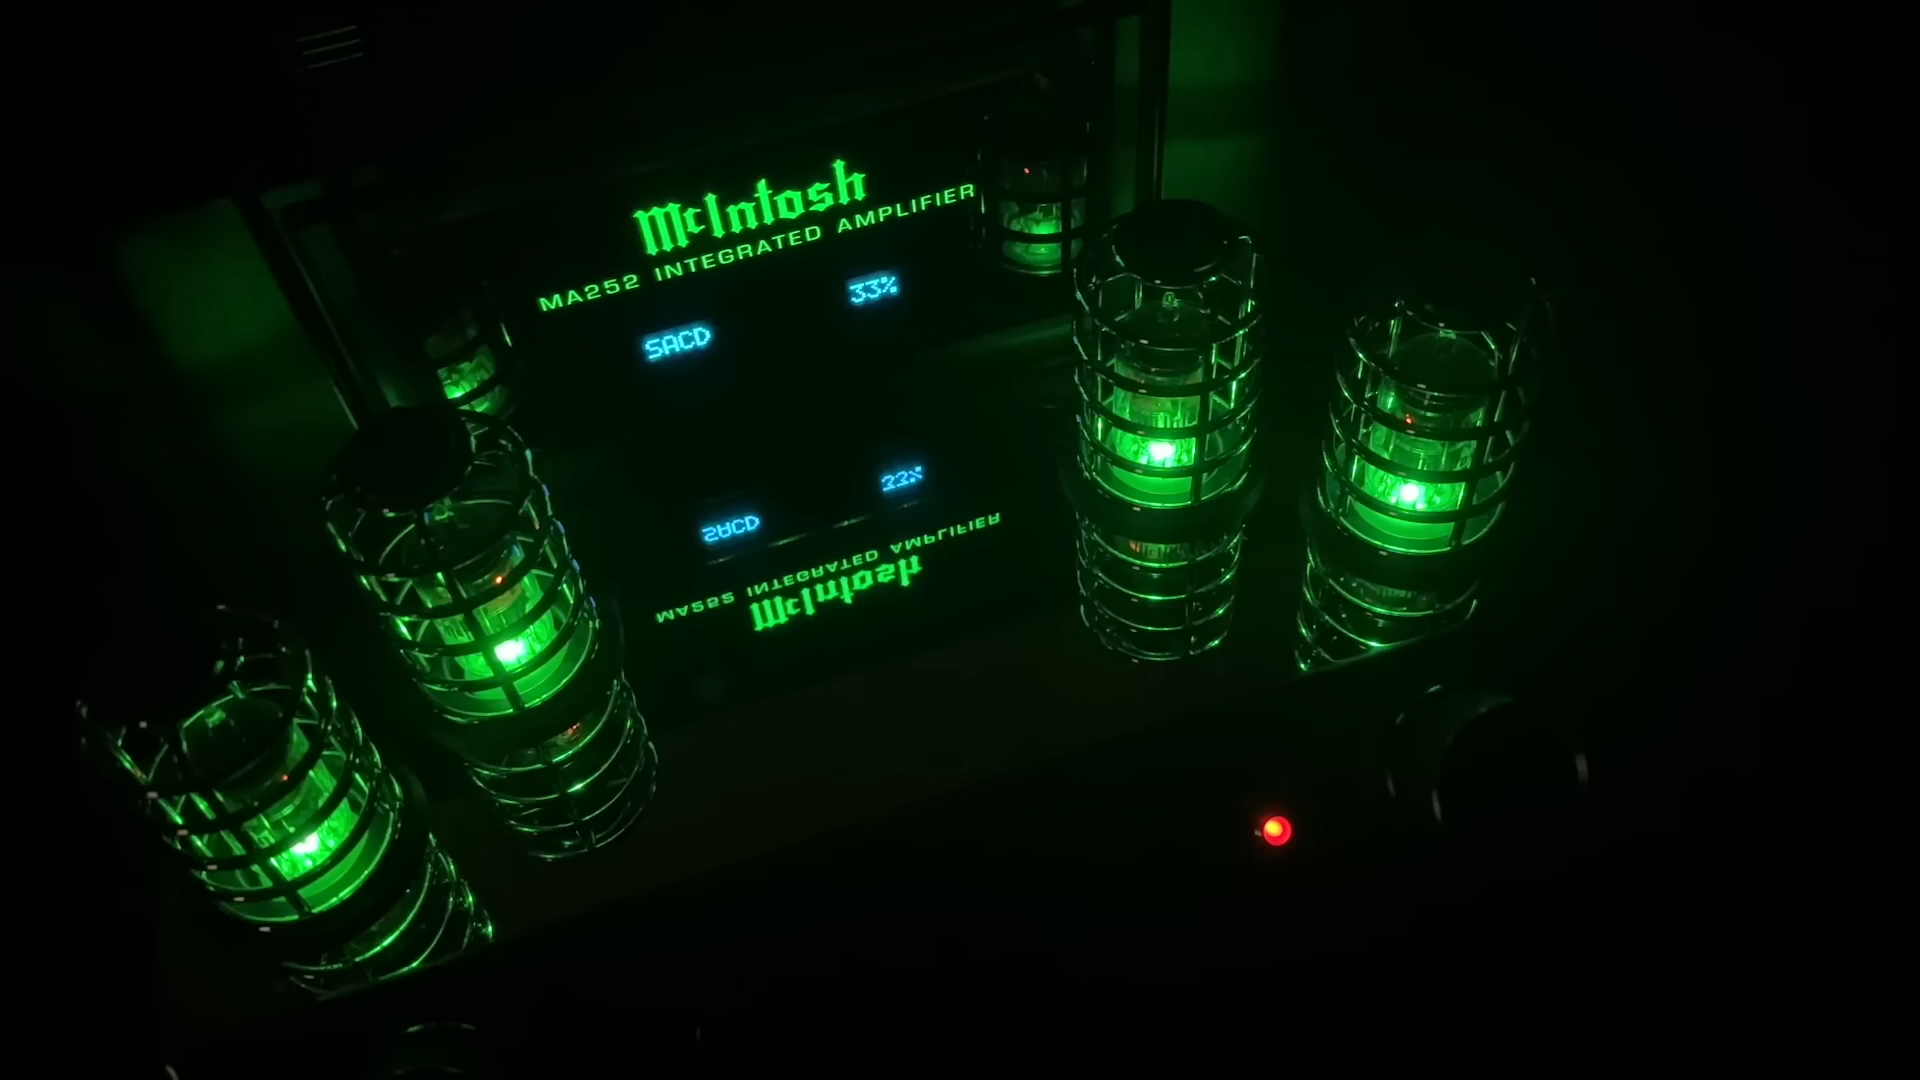 McIntosh
MA252 INTEGRATED AMPLIFIER
SACD
33%
33%
SACD
MA252 INTEGRATED AMPLIFIER
McIntosh